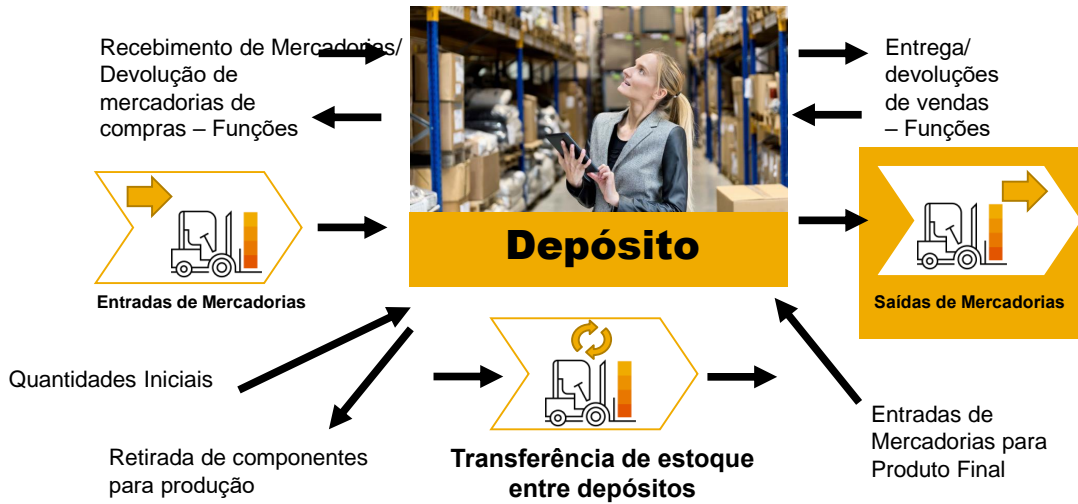 Recebimento de Mercadorias/
Devolução de
mercadorias de
compras – Funções
Entrega/
devoluções
de vendas
– Funções
Depósito
Entradas de Mercadorias
Saídas de Mercadorias
Quantidades Iniciais
Retirada de componentes
para produção
Transferência de estoque
entre depósitos
Entradas de
Mercadorias para
Produto Final